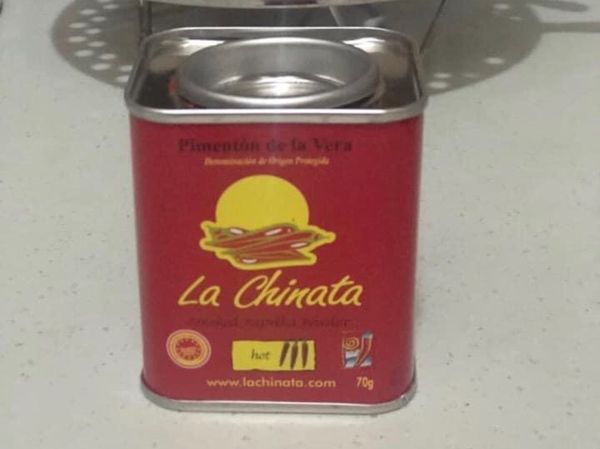 Pimentón de la Vera
Denominación de Origen Protegida
La Chinata
smoked paprika powder
hot
www.lachinata.com 70g